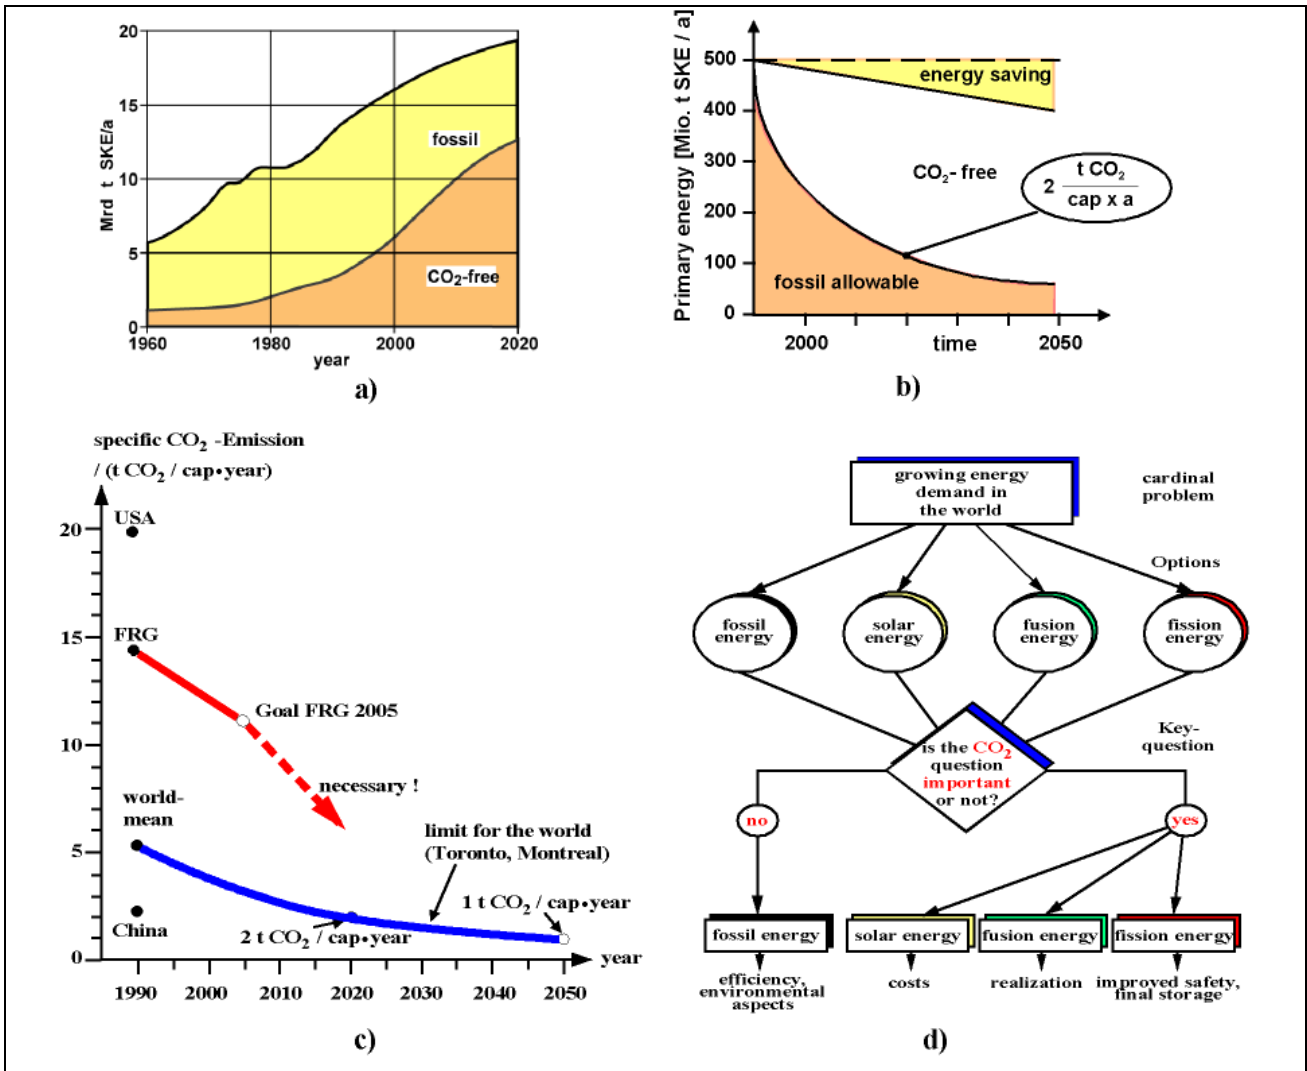 20
15
10
5
0
Mrd t SKE/a
fossil
CO2-free
1960
1980
2000
2020
year
a)
Primary energy [Mio. t SKE / a]
500
400
300
200
100
0
energy saving
CO2- free
2 t CO2
cap x a
fossil allowable
2000
time
2050
b)
specific CO2 -Emission
/ (t CO2 / cap•year)
20
15
10
5
0
USA
FRG
Goal FRG 2005
necessary !
world-
mean
limit for the world
(Toronto, Montreal)
1 t CO2 / cap•year
China
2 t CO2 / cap•year
year
1990
2000
2010
2020
2030
2040
2050
c)
growing energy
demand in
the world
cardinal
problem
Options
fossil
energy
solar
energy
fusion
energy
fission
energy
Key-
question
is the CO2
question
important
or not?
no
yes
fossil energy
solar energy
fusion energy
fission energy
efficiency,
environmental
aspects
costs
realization
improved safety,
final storage
d)